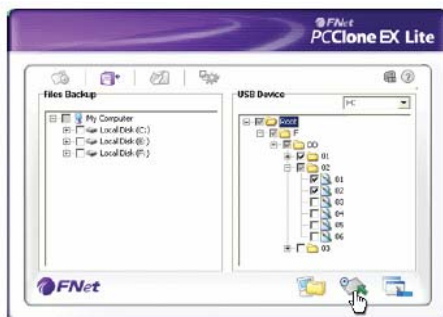 FNet
PCClone EX Lite
Files Backup
My Computer
Local Disk (C:)
Local Disk (E:)
Local Disk (F:)
USB Device
PC
Root
F
DD
01
02
01
02
03
04
05
06
03
FNet